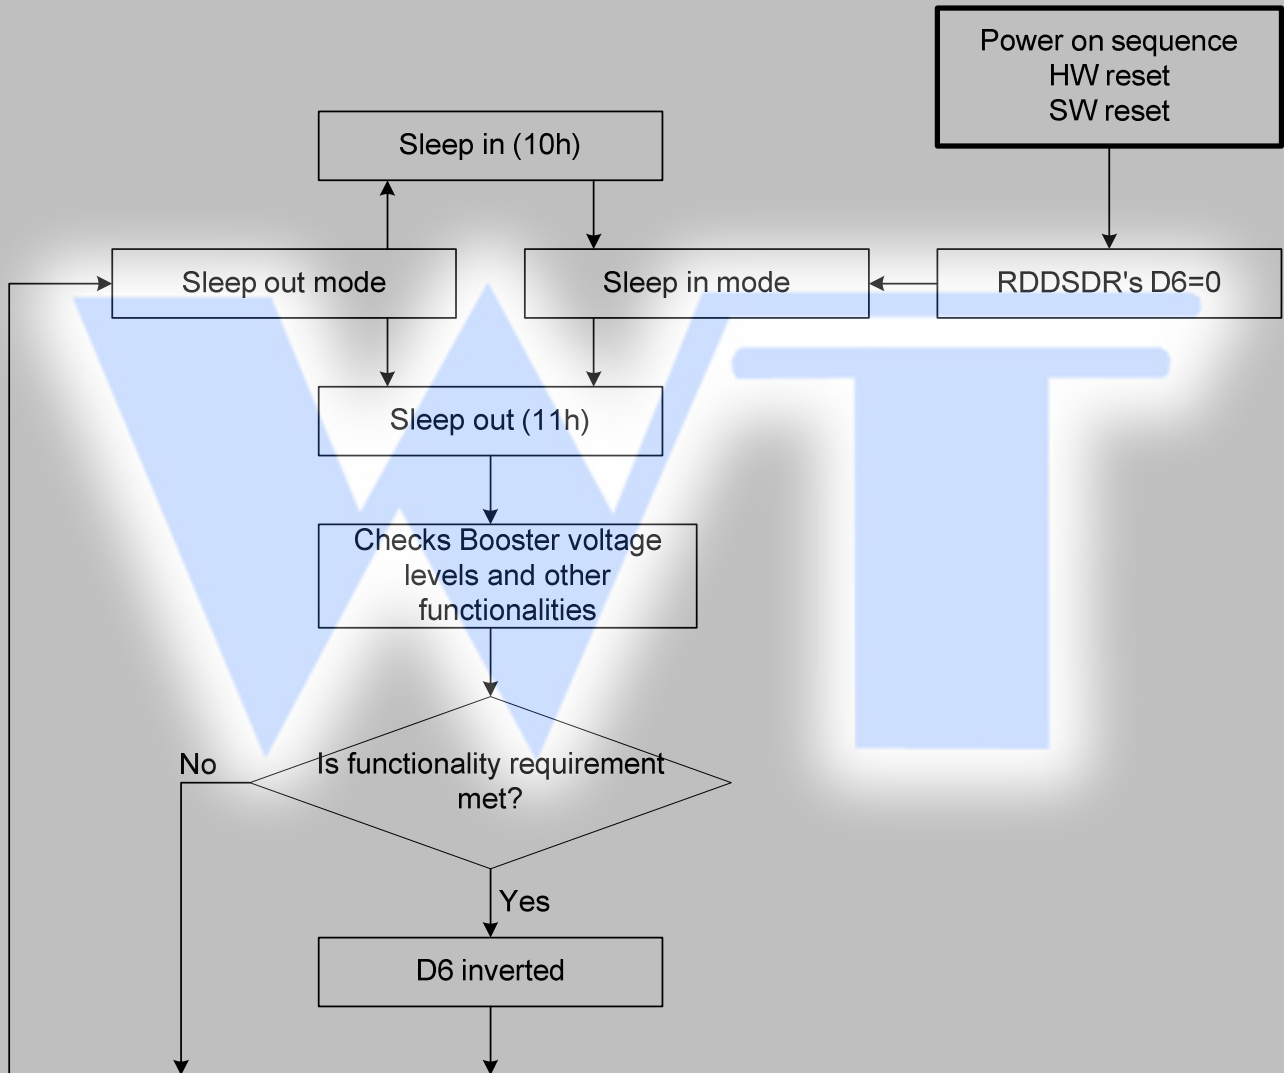 Power on sequence
HW reset
SW reset
Sleep in (10h)
Sleep out mode
Sleep in mode
RDDSDR's D6=0
Sleep out (11h)
Checks Booster voltage
levels and other
functionalities
No
Is functionality requirement
met?
Yes
D6 inverted
WT